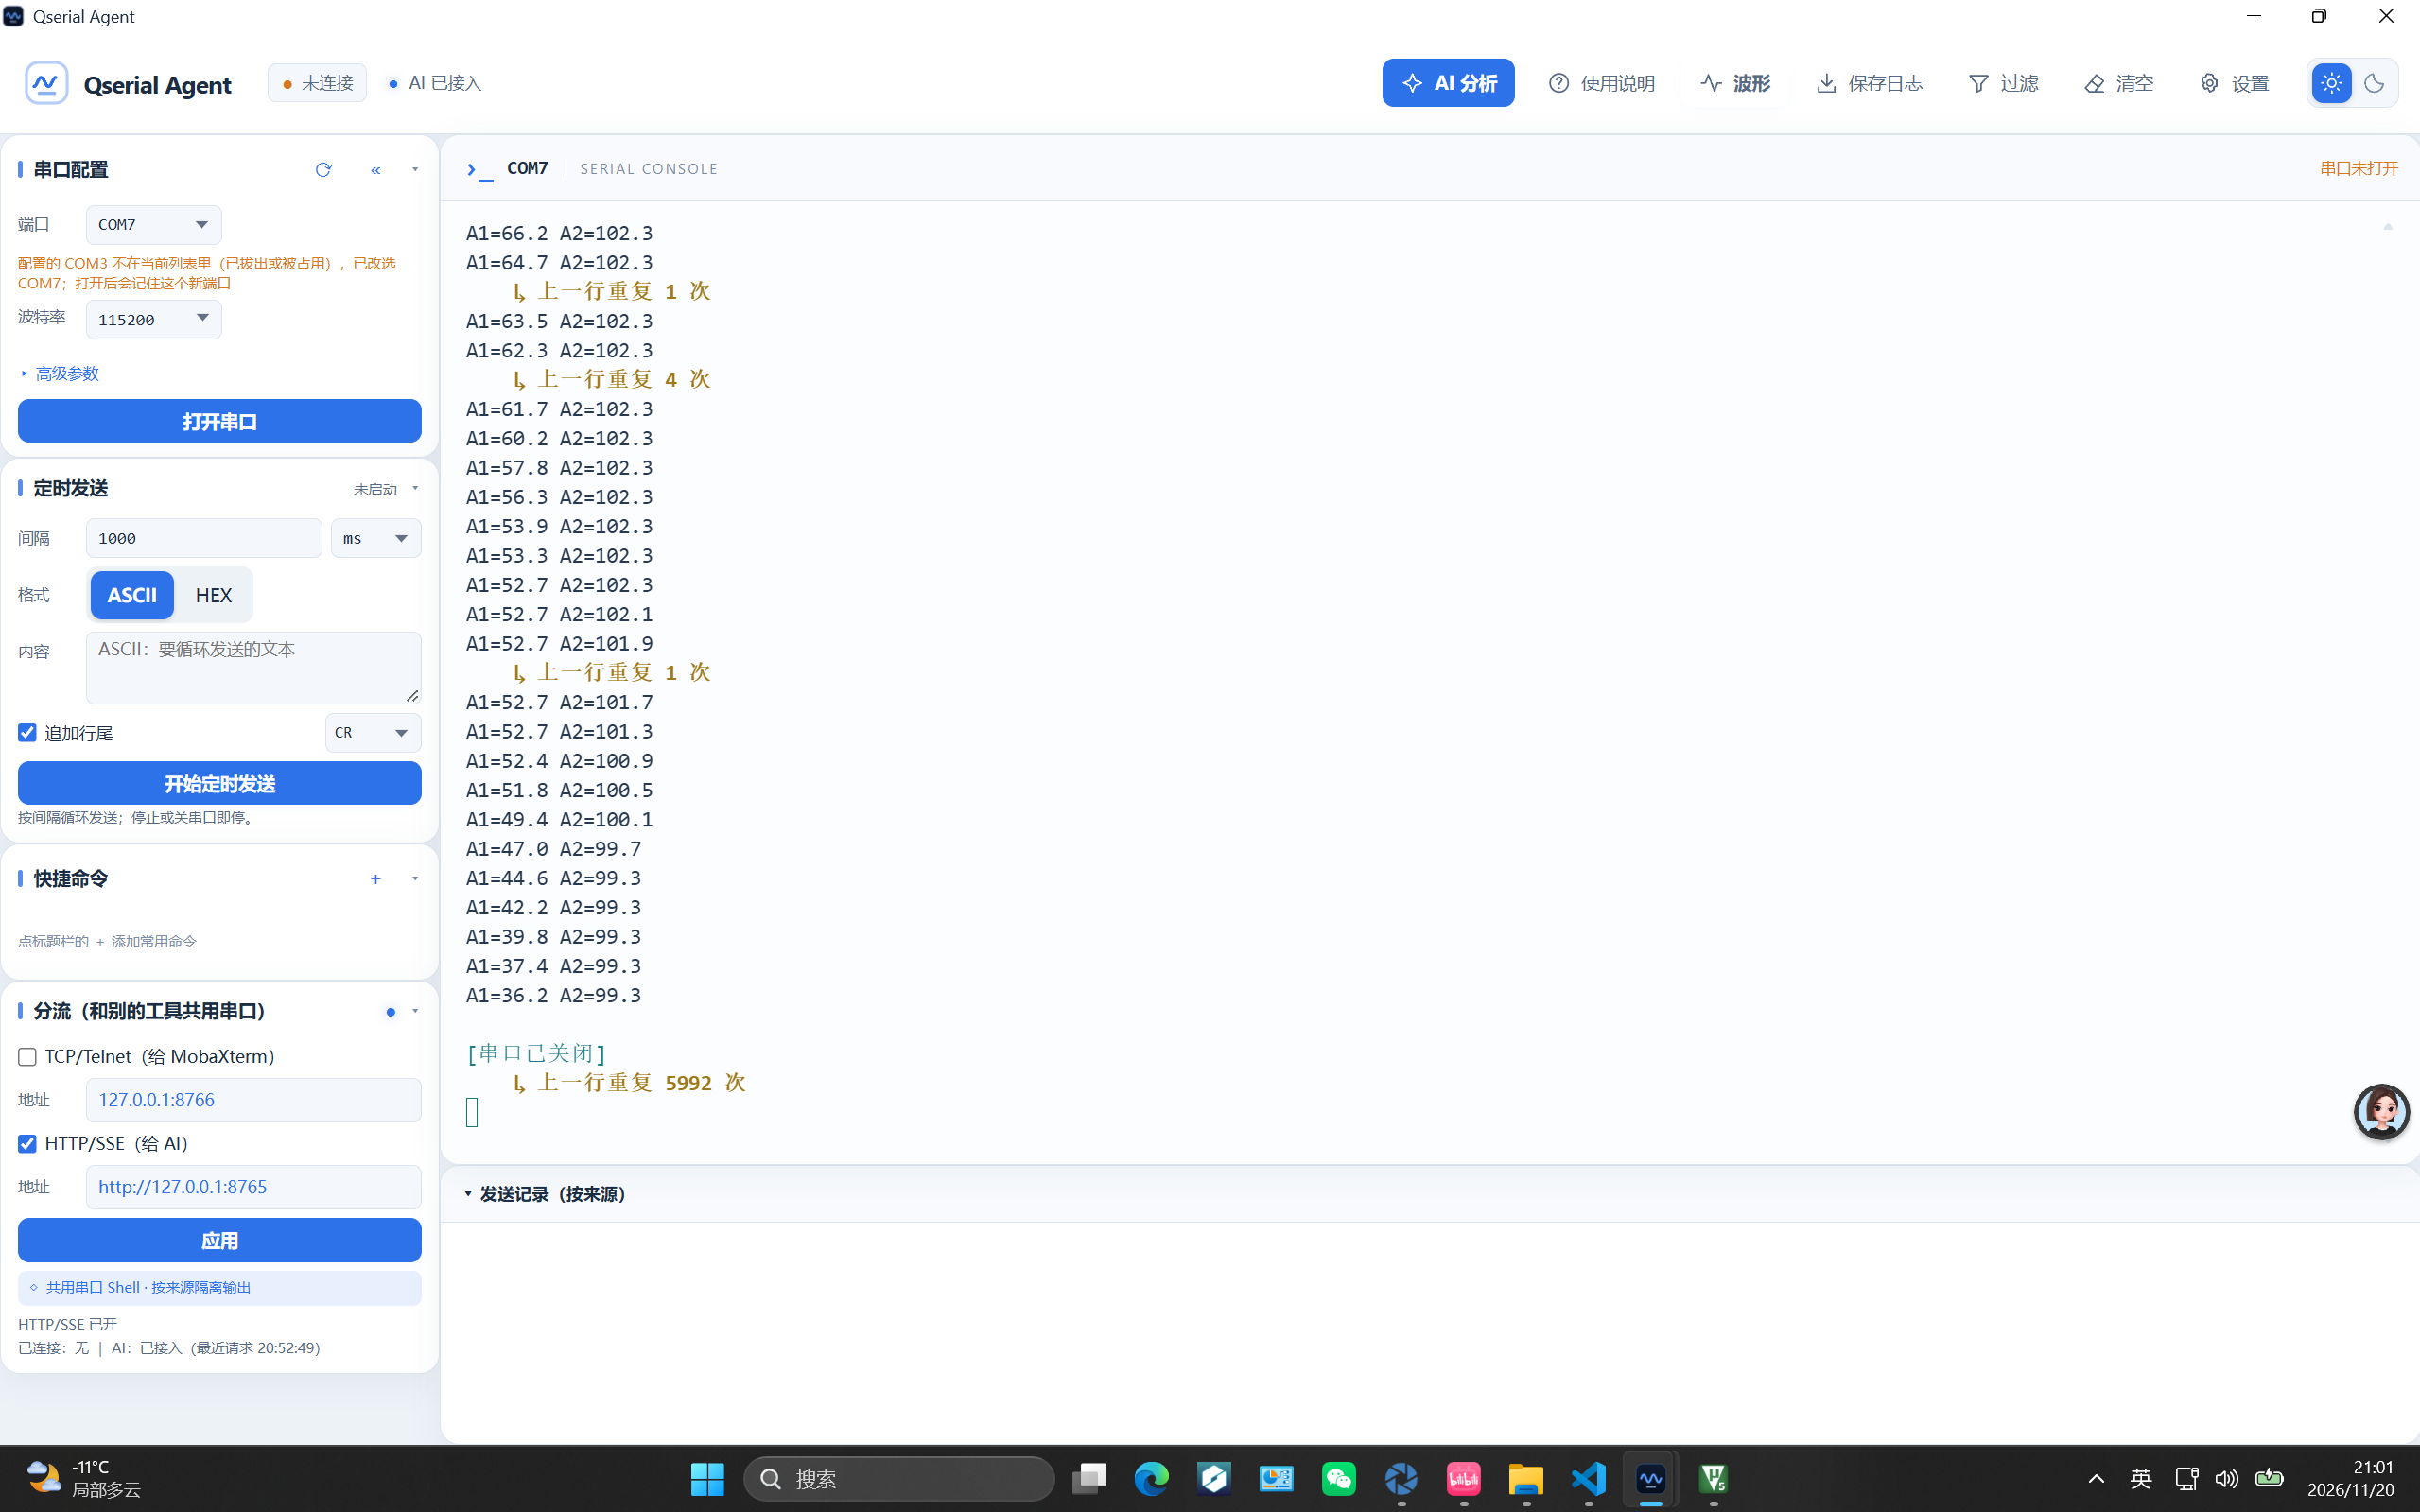 Qserial Agent
Qserial Agent
未连接
AI 已接入
AI 分析
使用说明
波形
保存日志
过滤
清空
设置
串口配置
«
端口
COM7
配置的 COM3 不在当前列表里（已拔出或被占用），已改选
COM7；打开后会记住这个新端口
波特率
115200
高级参数
打开串口
定时发送
未启动
间隔
1000
ms
格式
ASCII
HEX
内容
ASCII：要循环发送的文本
追加行尾
CR
开始定时发送
按间隔循环发送；停止或关串口即停。
快捷命令
+
点标题栏的 + 添加常用命令
分流（和别的工具共用串口）
TCP/Telnet（给 MobaXterm）
地址
127.0.0.1:8766
HTTP/SSE（给 AI）
地址
http://127.0.0.1:8765
应用
◇ 共用串口 Shell · 按来源隔离输出
HTTP/SSE 已开
已连接：无 | AI：已接入（最近请求 20:52:49）
COM7
SERIAL CONSOLE
串口未打开
A1=66.2 A2=102.3
A1=64.7 A2=102.3
↳ 上一行重复 1 次
A1=63.5 A2=102.3
A1=62.3 A2=102.3
↳ 上一行重复 4 次
A1=61.7 A2=102.3
A1=60.2 A2=102.3
A1=57.8 A2=102.3
A1=56.3 A2=102.3
A1=53.9 A2=102.3
A1=53.3 A2=102.3
A1=52.7 A2=102.3
A1=52.7 A2=102.1
A1=52.7 A2=101.9
↳ 上一行重复 1 次
A1=52.7 A2=101.7
A1=52.7 A2=101.3
A1=52.4 A2=100.9
A1=51.8 A2=100.5
A1=49.4 A2=100.1
A1=47.0 A2=99.7
A1=44.6 A2=99.3
A1=42.2 A2=99.3
A1=39.8 A2=99.3
A1=37.4 A2=99.3
A1=36.2 A2=99.3
[串口已关闭]
↳ 上一行重复 5992 次
发送记录（按来源）
-11°C
局部多云
搜索
bilibili
英
21:01
2026/11/20